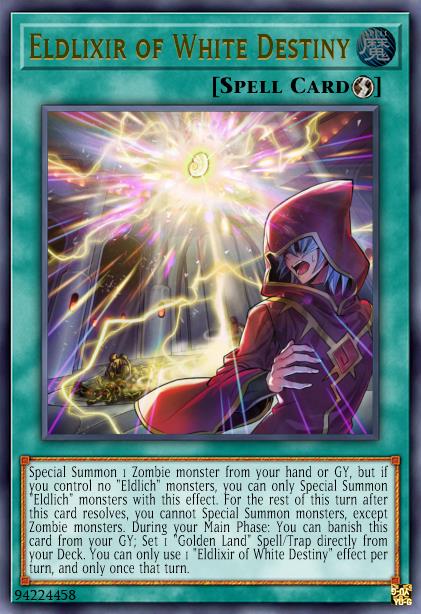 ELDLIXIR OF WHITE DESTINY
[SPELL CARD]
Special Summon 1 Zombie monster from your hand or GY, but if
you control no "Eldlich" monsters, you can only Special Summon
"Eldlich" monsters with this effect. For the rest of this turn after
this card resolves, you cannot Special Summon monsters, except
Zombie monsters. During your Main Phase: You can banish
this card from your GY; Set 1 "Golden Land" Spell/Trap directly
from your Deck. You can only use 1 "Eldlixir of White Destiny" effect per
turn, and only once that turn.
94224458